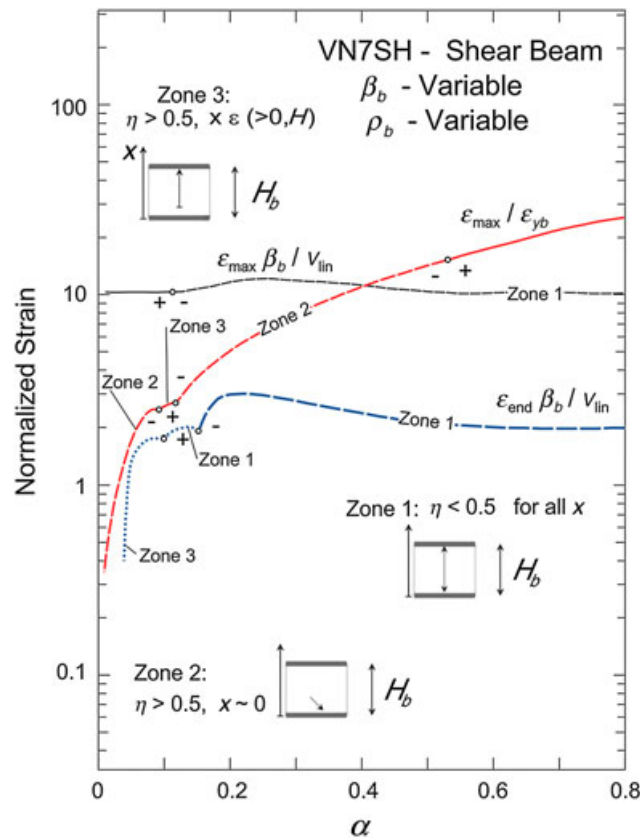 VN7SH - Shear Beam
β_b - Variable
ρ_b - Variable
Zone 3:
η > 0.5, x ε (>0,H)
x
H_b
ε_max / ε_yb
ε_max β_b / v_lin
- +
+ -
Zone 1
Zone 2
Zone 3
-
Zone 2
- +
+ -
Zone 1
ε_end β_b / v_lin
Zone 1
Zone 3
Zone 1: η < 0.5 for all x
H_b
Zone 2:
η > 0.5, x ~ 0
H_b
Normalized Strain
100
10
1
0.1
0 0.2 0.4 0.6 0.8
α